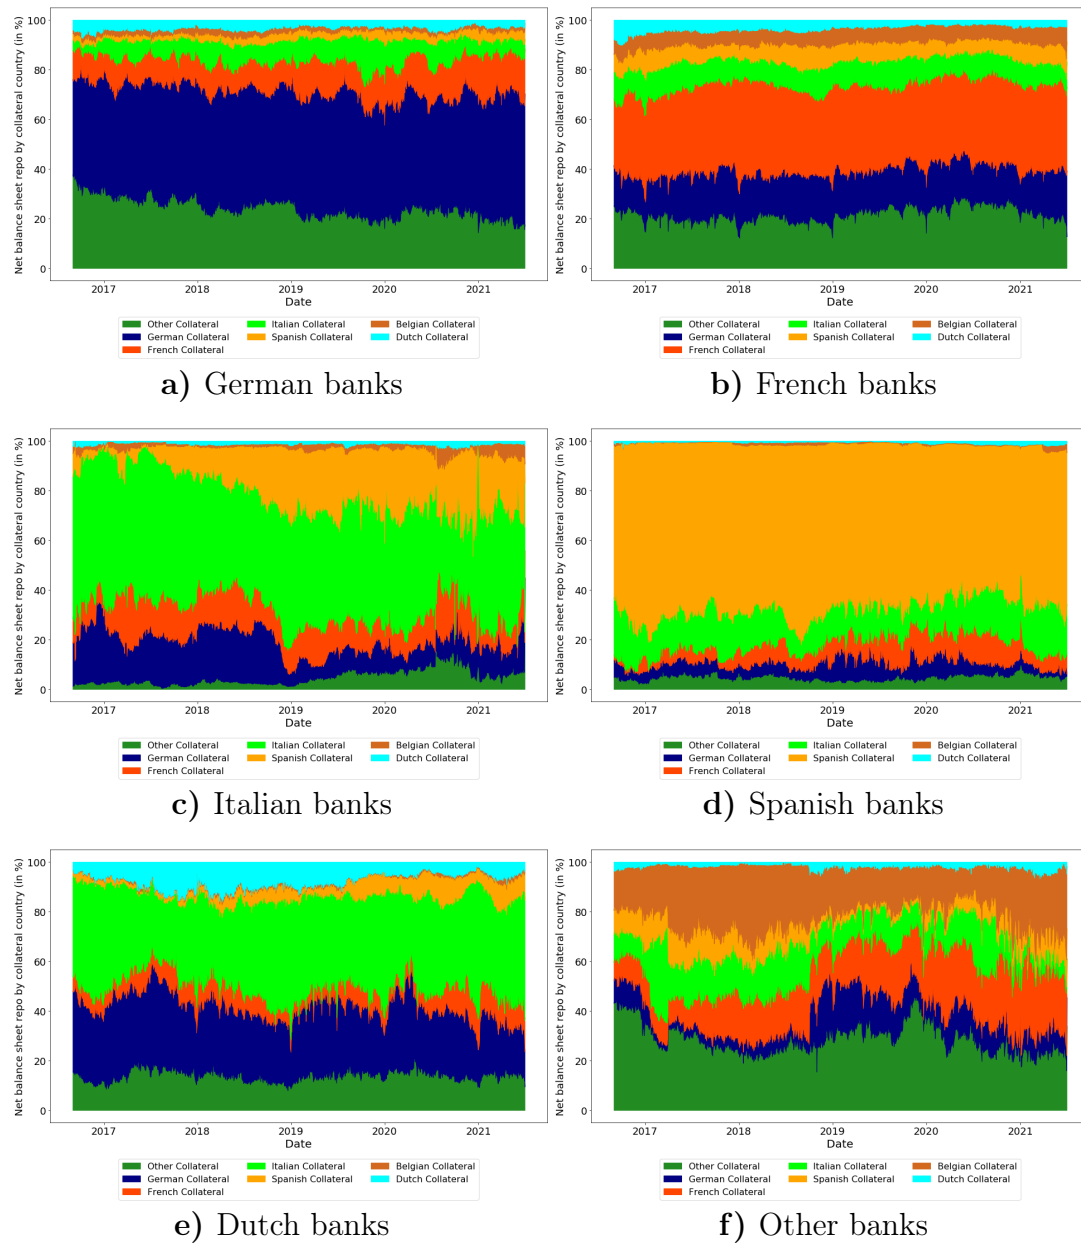 Net balance sheet repo by collateral country (in %)
100
80
60
40
20
0
2017 2018 2019 2020 2021
Date
Other Collateral Italian Collateral Belgian Collateral
German Collateral Spanish Collateral Dutch Collateral
French Collateral
a) German banks
Net balance sheet repo by collateral country (in %)
100
80
60
40
20
0
2017 2018 2019 2020 2021
Date
Other Collateral Italian Collateral Belgian Collateral
German Collateral Spanish Collateral Dutch Collateral
French Collateral
b) French banks
Net balance sheet repo by collateral country (in %)
100
80
60
40
20
0
2017 2018 2019 2020 2021
Date
Other Collateral Italian Collateral Belgian Collateral
German Collateral Spanish Collateral Dutch Collateral
French Collateral
c) Italian banks
Net balance sheet repo by collateral country (in %)
100
80
60
40
20
0
2017 2018 2019 2020 2021
Date
Other Collateral Italian Collateral Belgian Collateral
German Collateral Spanish Collateral Dutch Collateral
French Collateral
d) Spanish banks
Net balance sheet repo by collateral country (in %)
100
80
60
40
20
0
2017 2018 2019 2020 2021
Date
Other Collateral Italian Collateral Belgian Collateral
German Collateral Spanish Collateral Dutch Collateral
French Collateral
e) Dutch banks
Net balance sheet repo by collateral country (in %)
100
80
60
40
20
0
2017 2018 2019 2020 2021
Date
Other Collateral Italian Collateral Belgian Collateral
German Collateral Spanish Collateral Dutch Collateral
French Collateral
f) Other banks